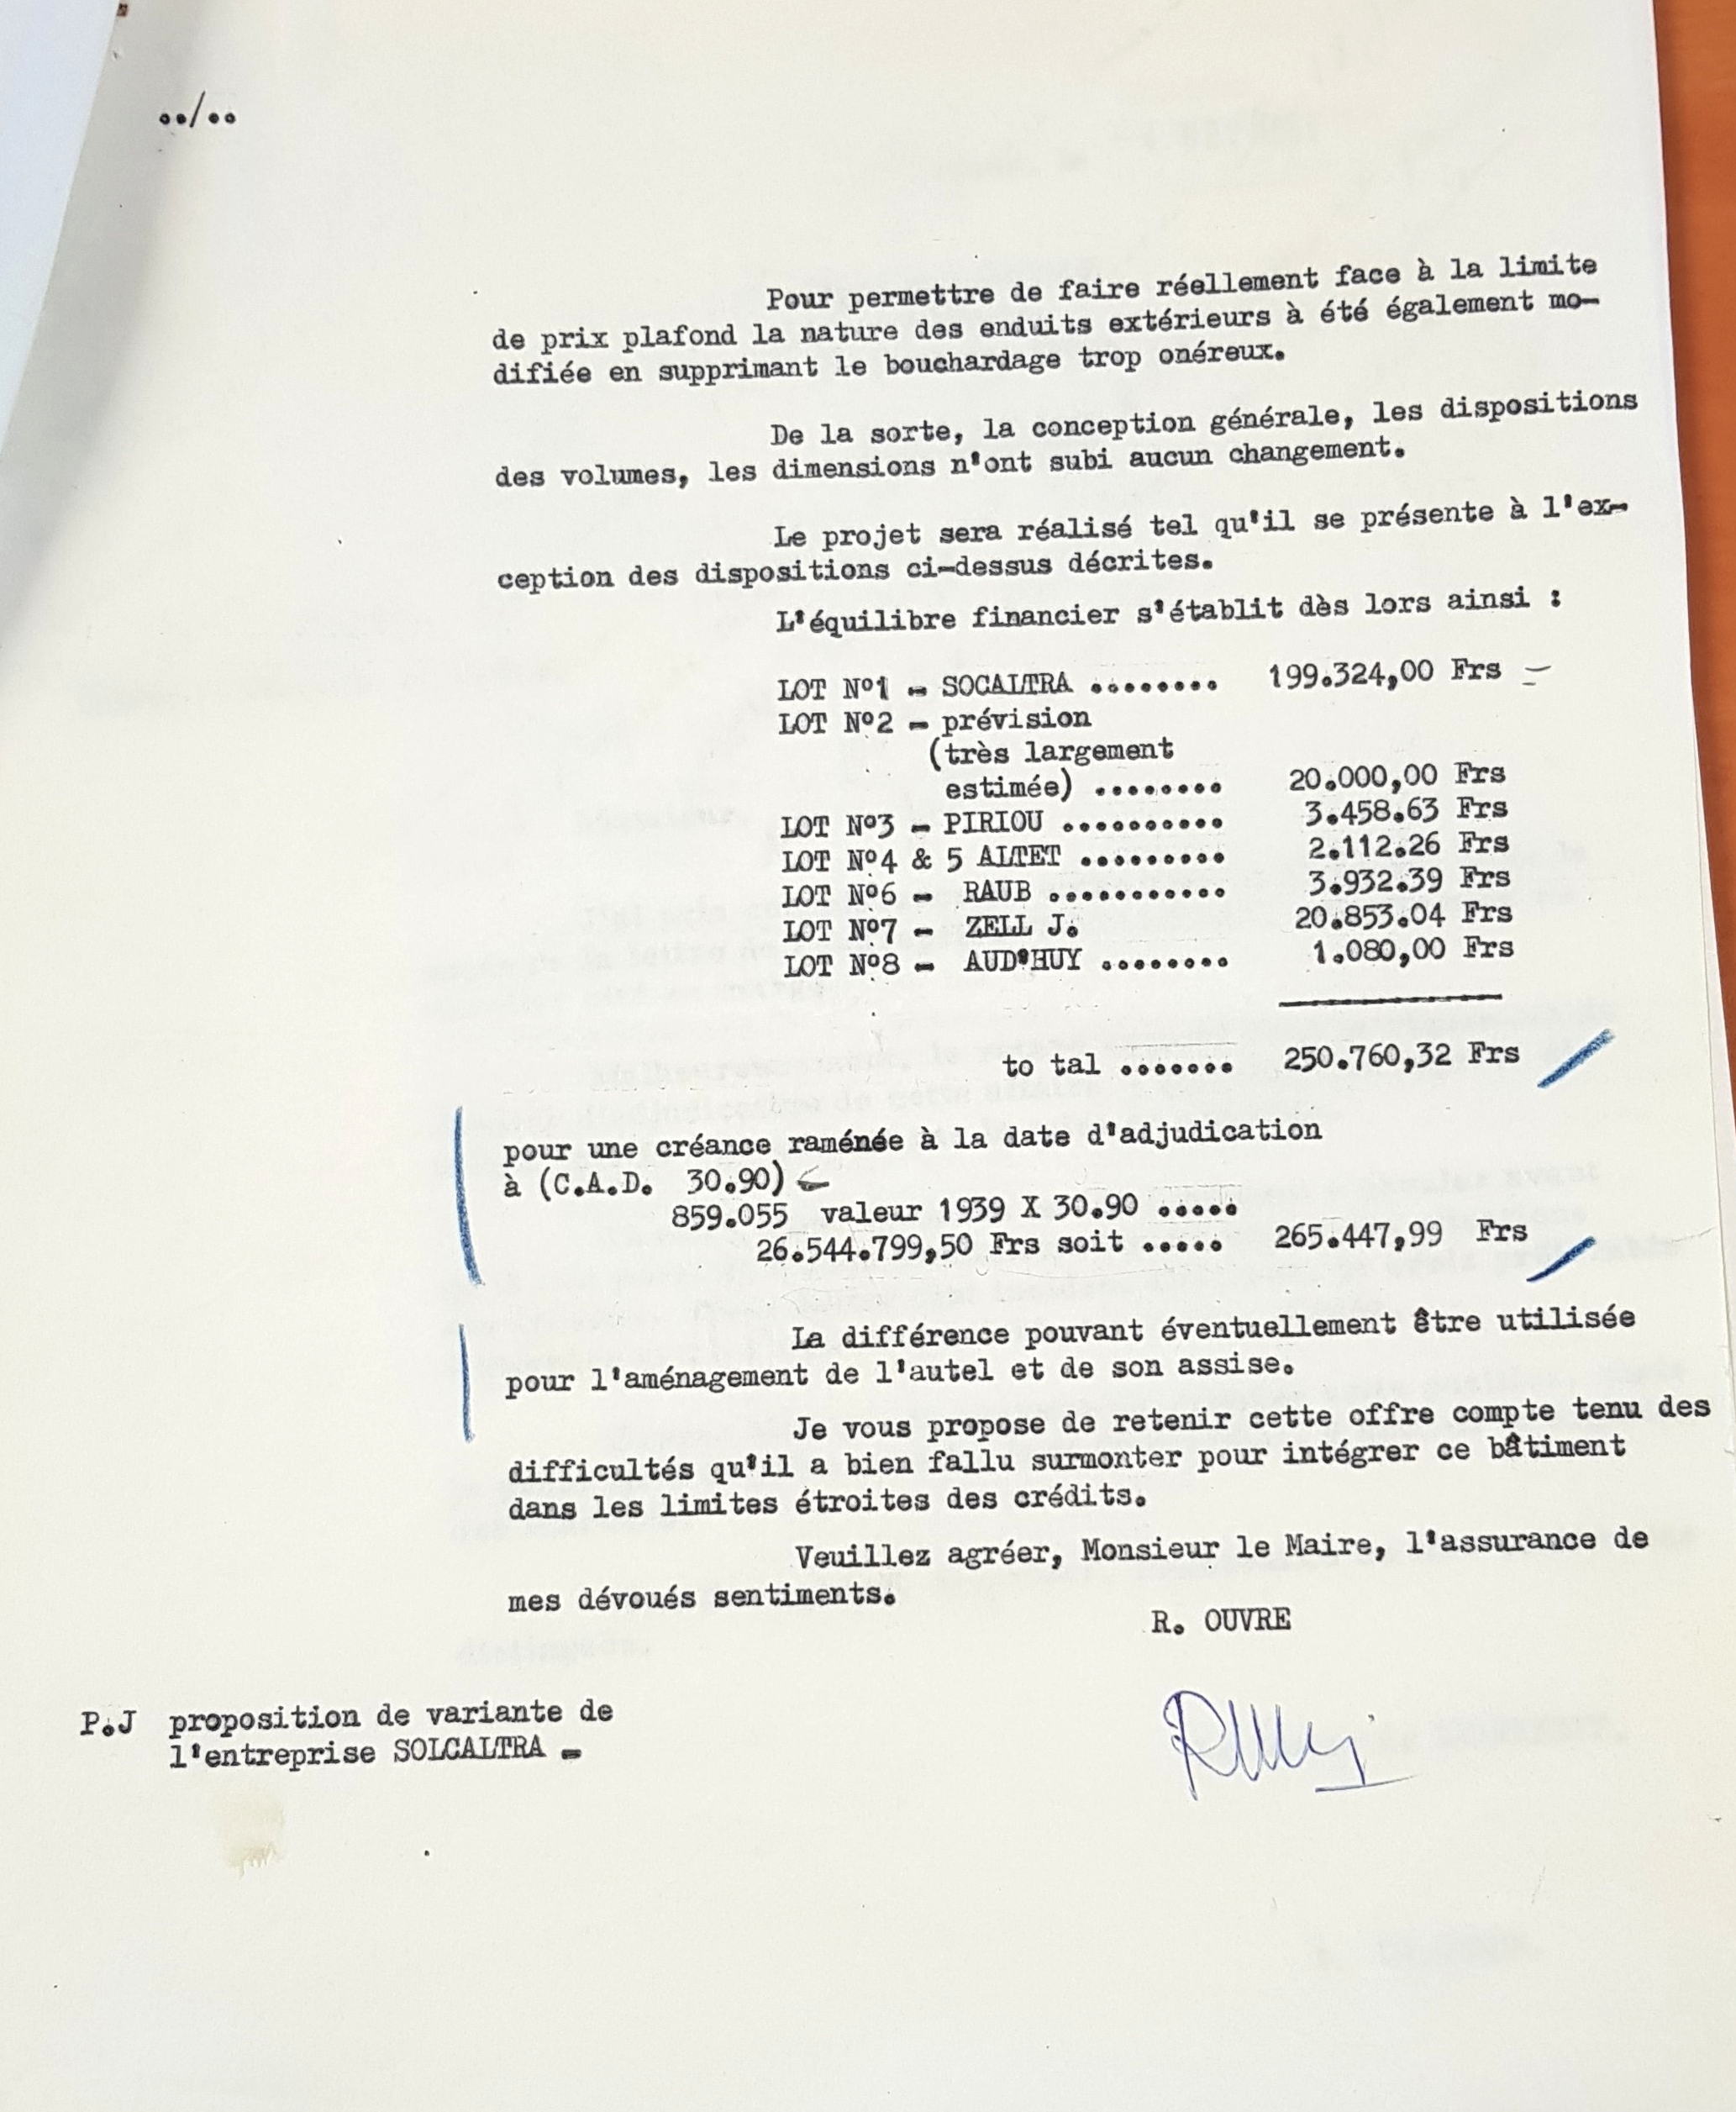 ../..
Pour permettre de faire réellement face à la limite
de prix plafond la nature des enduits extérieurs à été également mo-
difiée en supprimant le bouchardage trop onéreux.
De la sorte, la conception générale, les dispositions
des volumes, les dimensions n'ont subi aucun changement.
Le projet sera réalisé tel qu'il se présente à l'ex-
ception des dispositions ci-dessus décrites.
L'équilibre financier s'établit dès lors ainsi :
LOT N°1 - SOCALTRA ........ 199.324,00 Frs
LOT N°2 - prévision
(très largement
estimée) ........ 20.000,00 Frs
LOT N°3 - PIRIOU .......... 3.458.63 Frs
LOT N°4 & 5 ALTET ......... 2.112.26 Frs
LOT N°6 - RAUB ........... 3.932.39 Frs
LOT N°7 - ZELL J. 20.853.04 Frs
LOT N°8 - AUD'HUY ........ 1.080,00 Frs
to tal ....... 250.760,32 Frs
pour une créance raménée à la date d'adjudication
à (C.A.D. 30.90)
859.055 valeur 1939 X 30.90 .....
26.544.799,50 Frs soit ..... 265.447,99 Frs
La différence pouvant éventuellement être utilisée
pour l'aménagement de l'autel et de son assise.
Je vous propose de retenir cette offre compte tenu des
difficultés qu'il a bien fallu surmonter pour intégrer ce bâtiment
dans les limites étroites des crédits.
Veuillez agréer, Monsieur le Maire, l'assurance de
mes dévoués sentiments.
R. OUVRE
P.J proposition de variante de
l'entreprise SOLCALTRA -